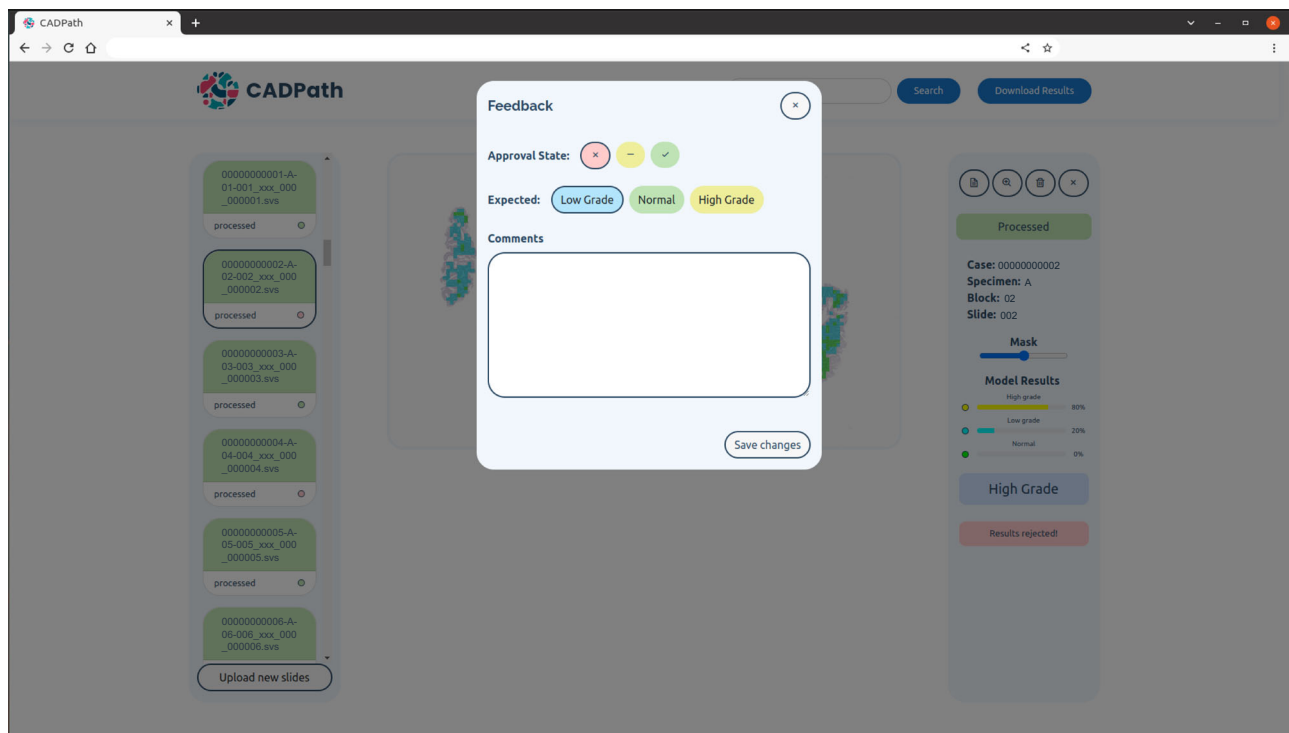 CADPath
CADPath
Search
Download Results
Feedback
Approval State:
Expected: Low Grade Normal High Grade
Comments
Save changes
00000000001-A-
01-001_xxx_000
_000001.svs
processed
00000000002-A-
02-002_xxx_000
_000002.svs
processed
00000000003-A-
03-003_xxx_000
_000003.svs
processed
00000000004-A-
04-004_xxx_000
_000004.svs
processed
00000000005-A-
05-005_xxx_000
_000005.svs
processed
00000000006-A-
06-006_xxx_000
_000006.svs
Upload new slides
Processed
Case: 00000000002
Specimen: A
Block: 02
Slide: 002
Mask
Model Results
High grade
80%
Low grade
20%
Normal
0%
High Grade
Results rejected!